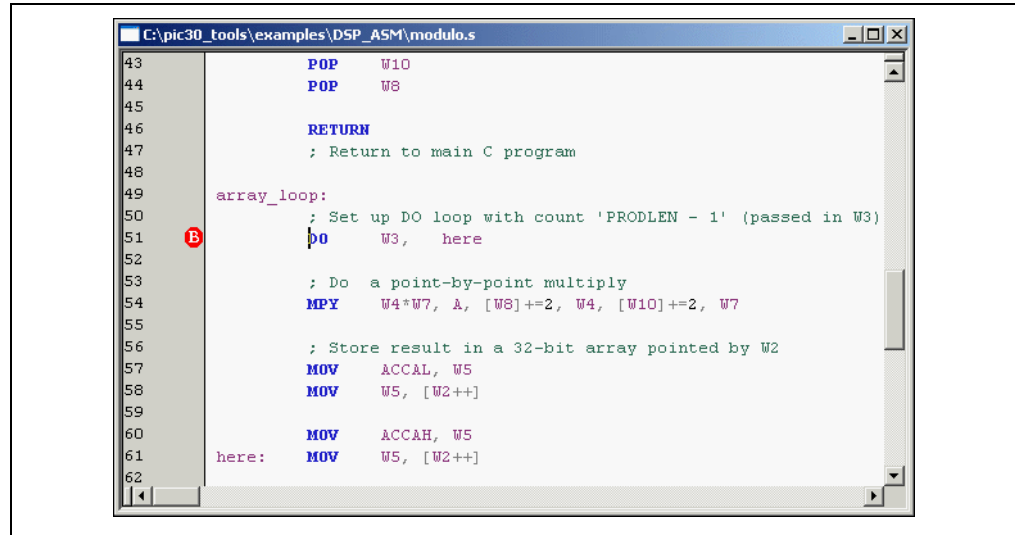 C:\pic30_tools\examples\DSP_ASM\modulo.s
43 POP W10
44 POP W8
45
46 RETURN
47 ; Return to main C program
48
49 array_loop:
50 ; Set up DO loop with count 'PRODLEN - 1' (passed in W3)
51 B DO W3, here
52
53 ; Do a point-by-point multiply
54 MPY W4*W7, A, [W8]+=2, W4, [W10]+=2, W7
55
56 ; Store result in a 32-bit array pointed by W2
57 MOV ACCAL, W5
58 MOV W5, [W2++]
59
60 MOV ACCAH, W5
61 here: MOV W5, [W2++]
62